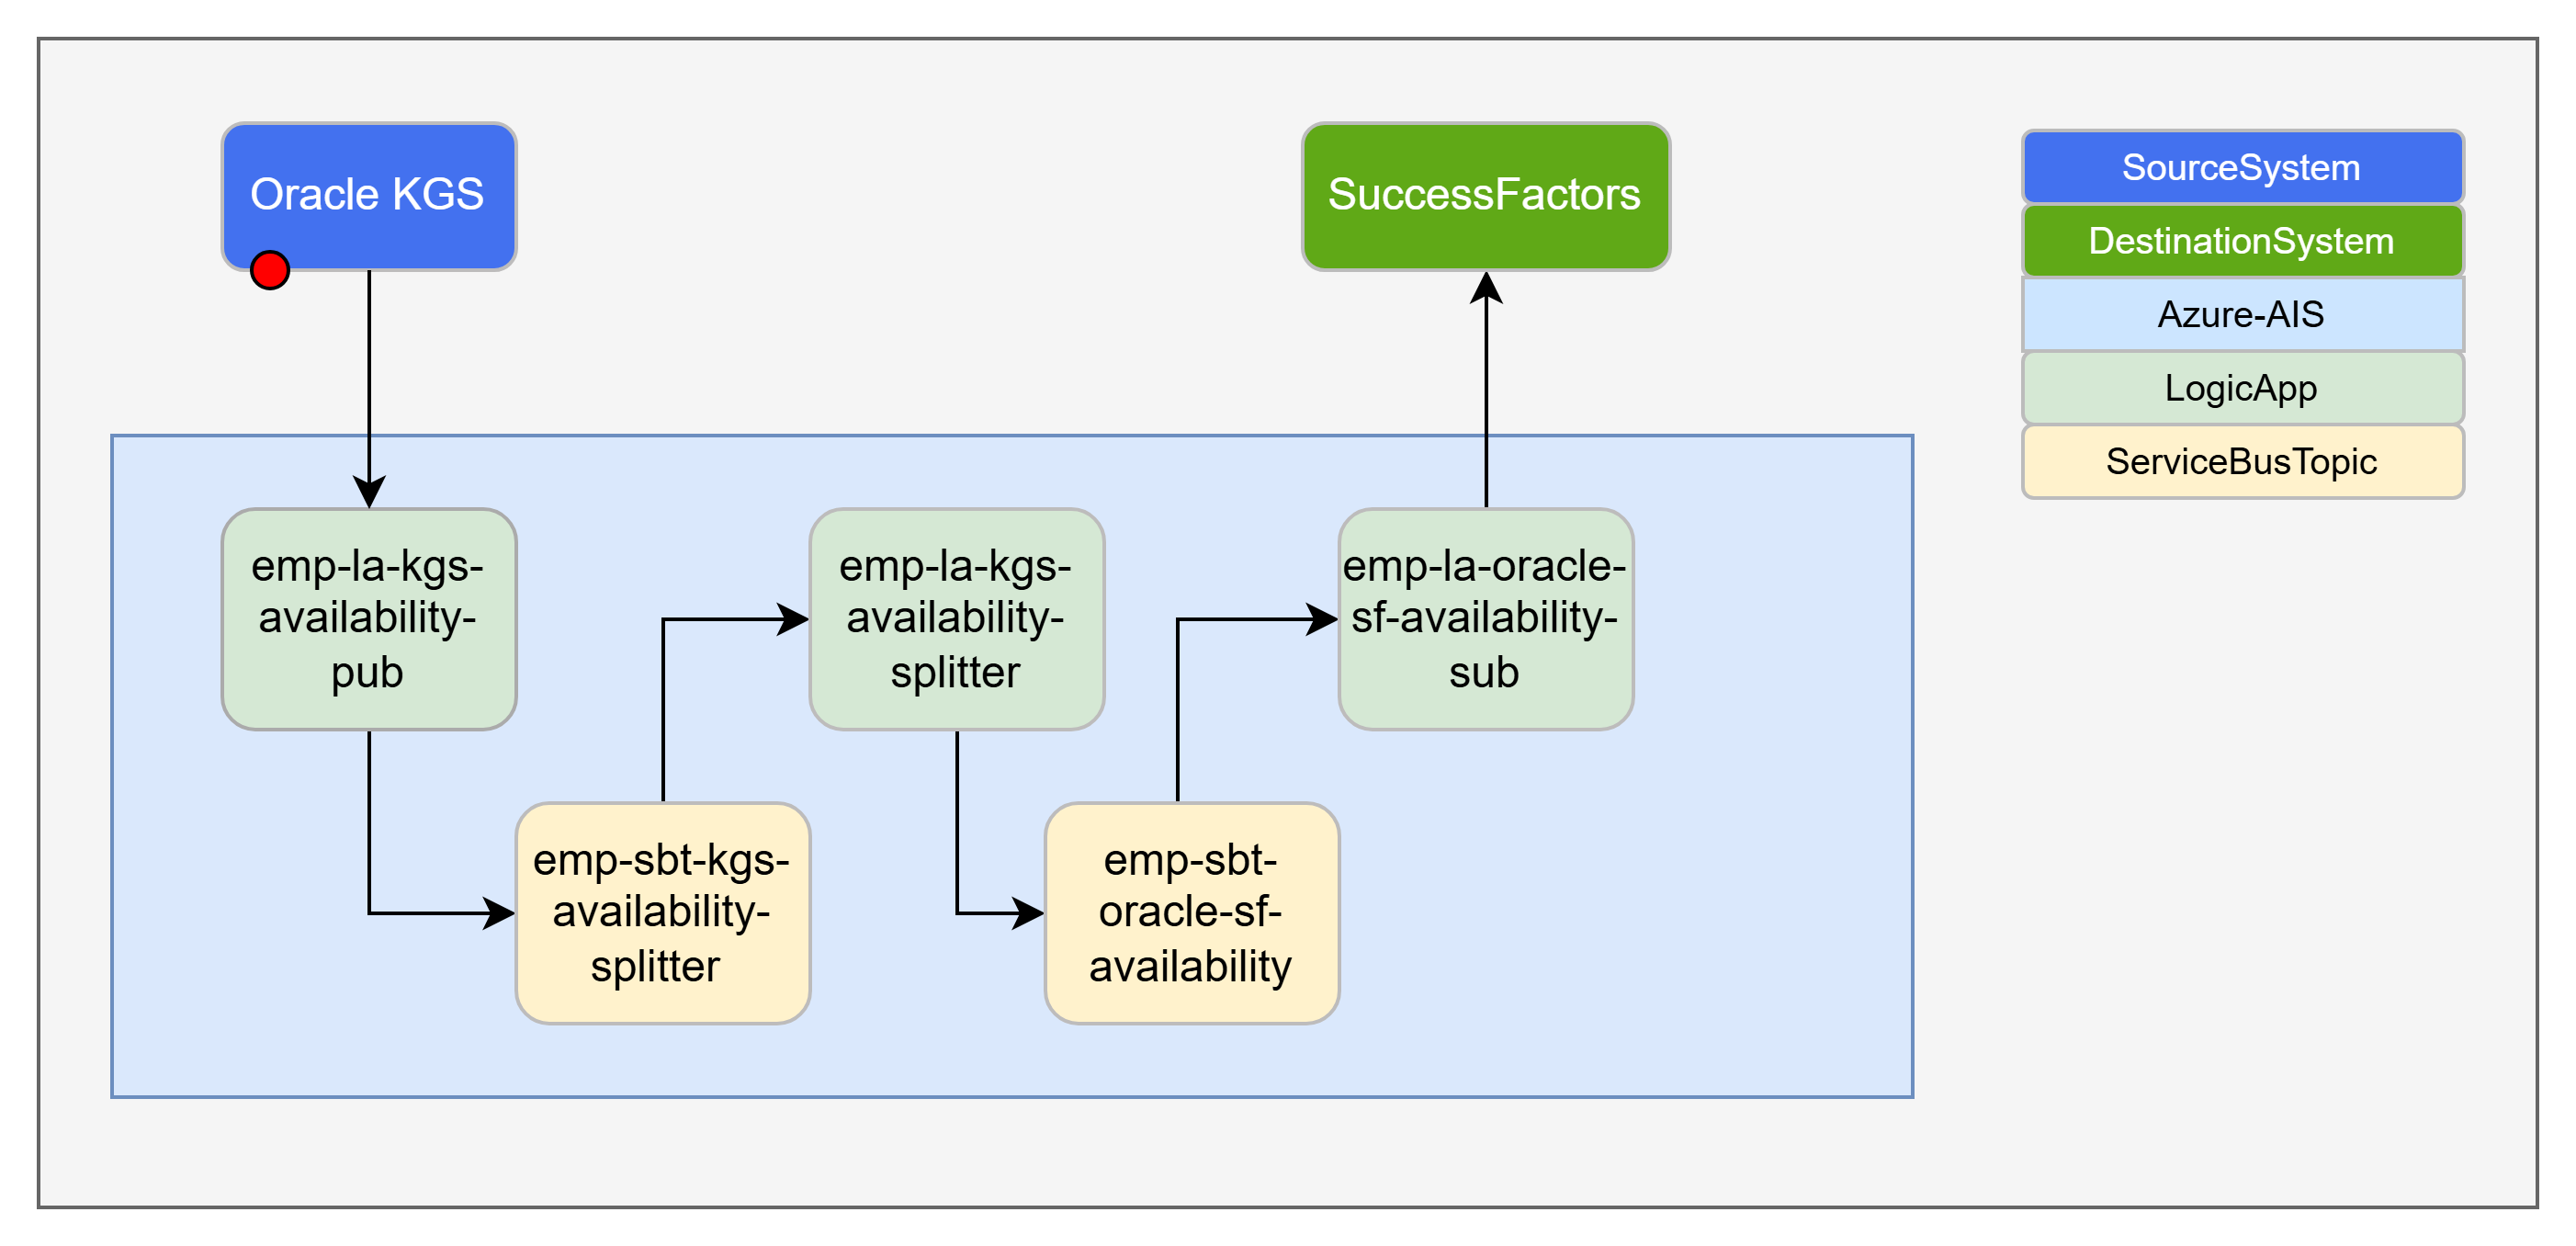 Oracle KGS
SuccessFactors
SourceSystem
DestinationSystem
Azure-AIS
LogicApp
ServiceBusTopic
emp-la-kgs-
availability-
pub
emp-la-kgs-
availability-
splitter
emp-la-oracle-
sf-availability-
sub
emp-sbt-kgs-
availability-
splitter
emp-sbt-
oracle-sf-
availability